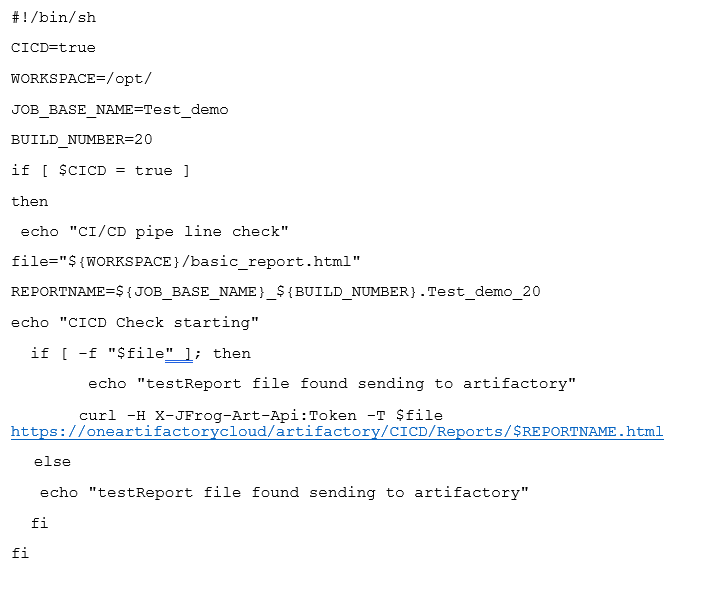 #!/bin/sh
CICD=true
WORKSPACE=/opt/
JOB_BASE_NAME=Test_demo
BUILD_NUMBER=20
if [ $CICD = true ]
then
echo "CI/CD pipe line check"
file="${WORKSPACE}/basic_report.html"
REPORTNAME=${JOB_BASE_NAME}_${BUILD_NUMBER}.Test_demo_20
echo "CICD Check starting"
if [ -f "$file" ]; then
echo "testReport file found sending to artifactory"
curl -H X-JFrog-Art-Api:Token -T $file
https://oneartifactorycloud/artifactory/CICD/Reports/$REPORTNAME.html
else
echo "testReport file found sending to artifactory"
fi
fi